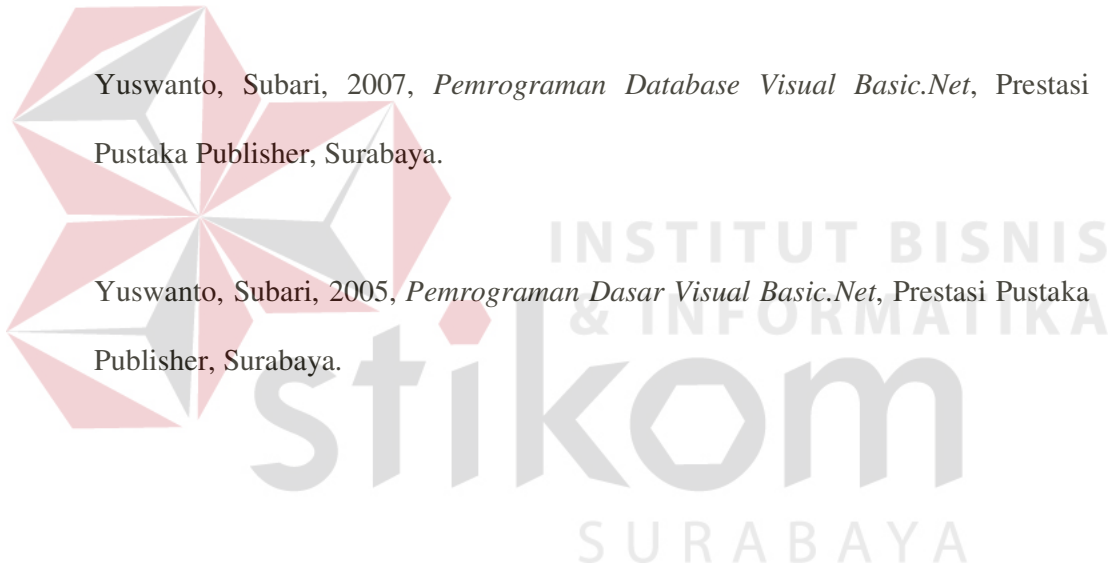 Yuswanto, Subari, 2007, Pemrograman Database Visual Basic.Net, Prestasi
Pustaka Publisher, Surabaya.
INSTITUT BISNIS
Yuswanto, Subari, 2005, Pemrograman Dasar Visual Basic.Net, Prestasi Pustaka
& INFORMATIKA
Publisher, Surabaya.
stikom
SURABAYA